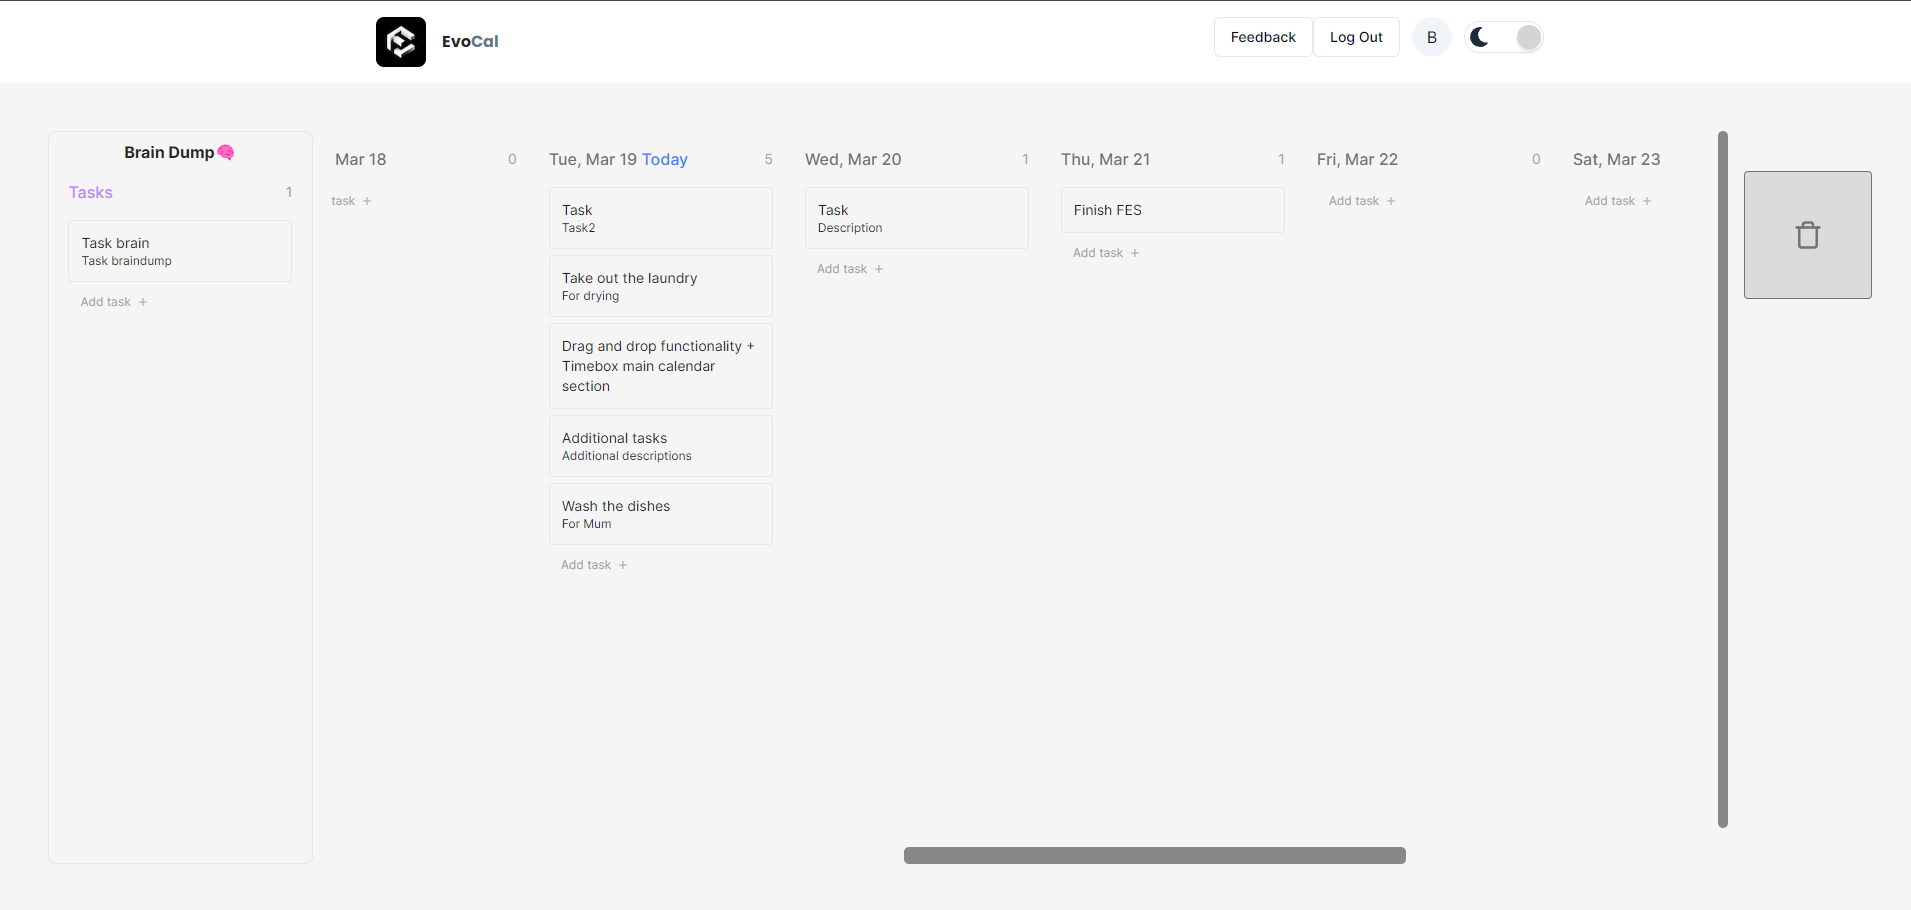 EvoCal
Feedback
Log Out
B
Brain Dump🧠
Tasks 1
Task brain
Task braindump
Add task +
Mar 18 0
task +
Tue, Mar 19 Today 5
Task
Task2
Take out the laundry
For drying
Drag and drop functionality +
Timebox main calendar
section
Additional tasks
Additional descriptions
Wash the dishes
For Mum
Add task +
Wed, Mar 20 1
Task
Description
Add task +
Thu, Mar 21 1
Finish FES
Add task +
Fri, Mar 22 0
Add task +
Sat, Mar 23
Add task +